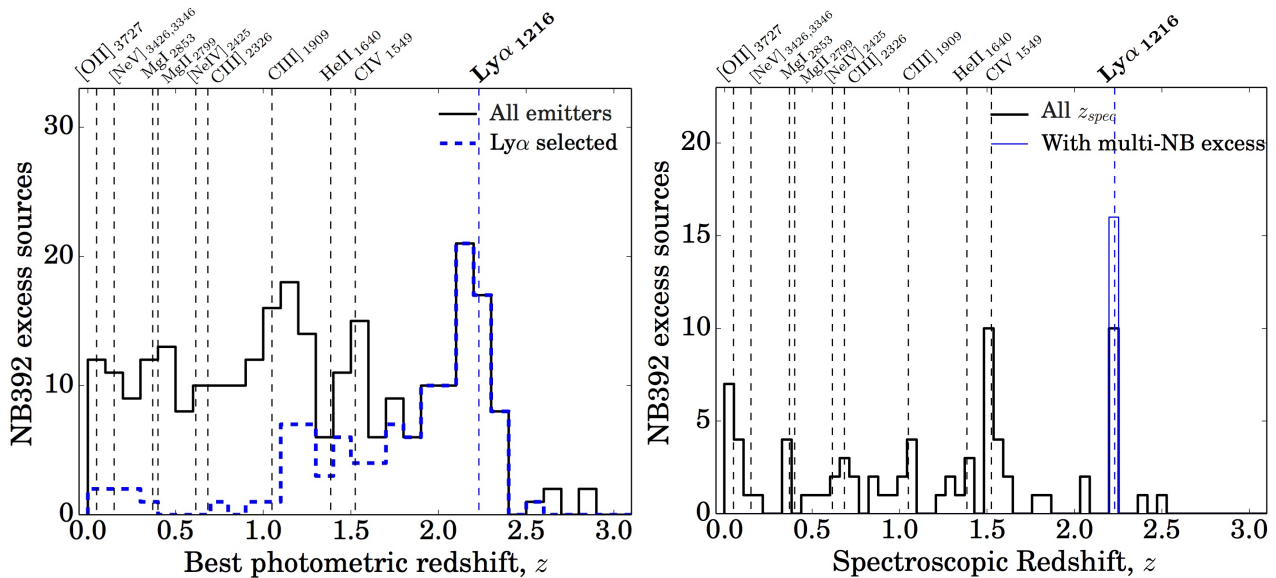 [OII] 3727
[NeV] 3426,3346
MgI 2853
MgII 2799
[NeIV] 2425
CIII] 2326
CIII] 1909
HeII 1640
CIV 1549
Lyα 1216
All emitters
Lyα selected
NB392 excess sources
30
20
10
0
0.0 0.5 1.0 1.5 2.0 2.5 3.0
Best photometric redshift, z
[OII] 3727
[NeV] 3426,3346
MgI 2853
MgII 2799
[NeIV] 2425
CIII] 2326
CIII] 1909
HeII 1640
CIV 1549
Lyα 1216
All zspec
With multi-NB excess
NB392 excess sources
20
15
10
5
0
0.0 0.5 1.0 1.5 2.0 2.5 3.0
Spectroscopic Redshift, z